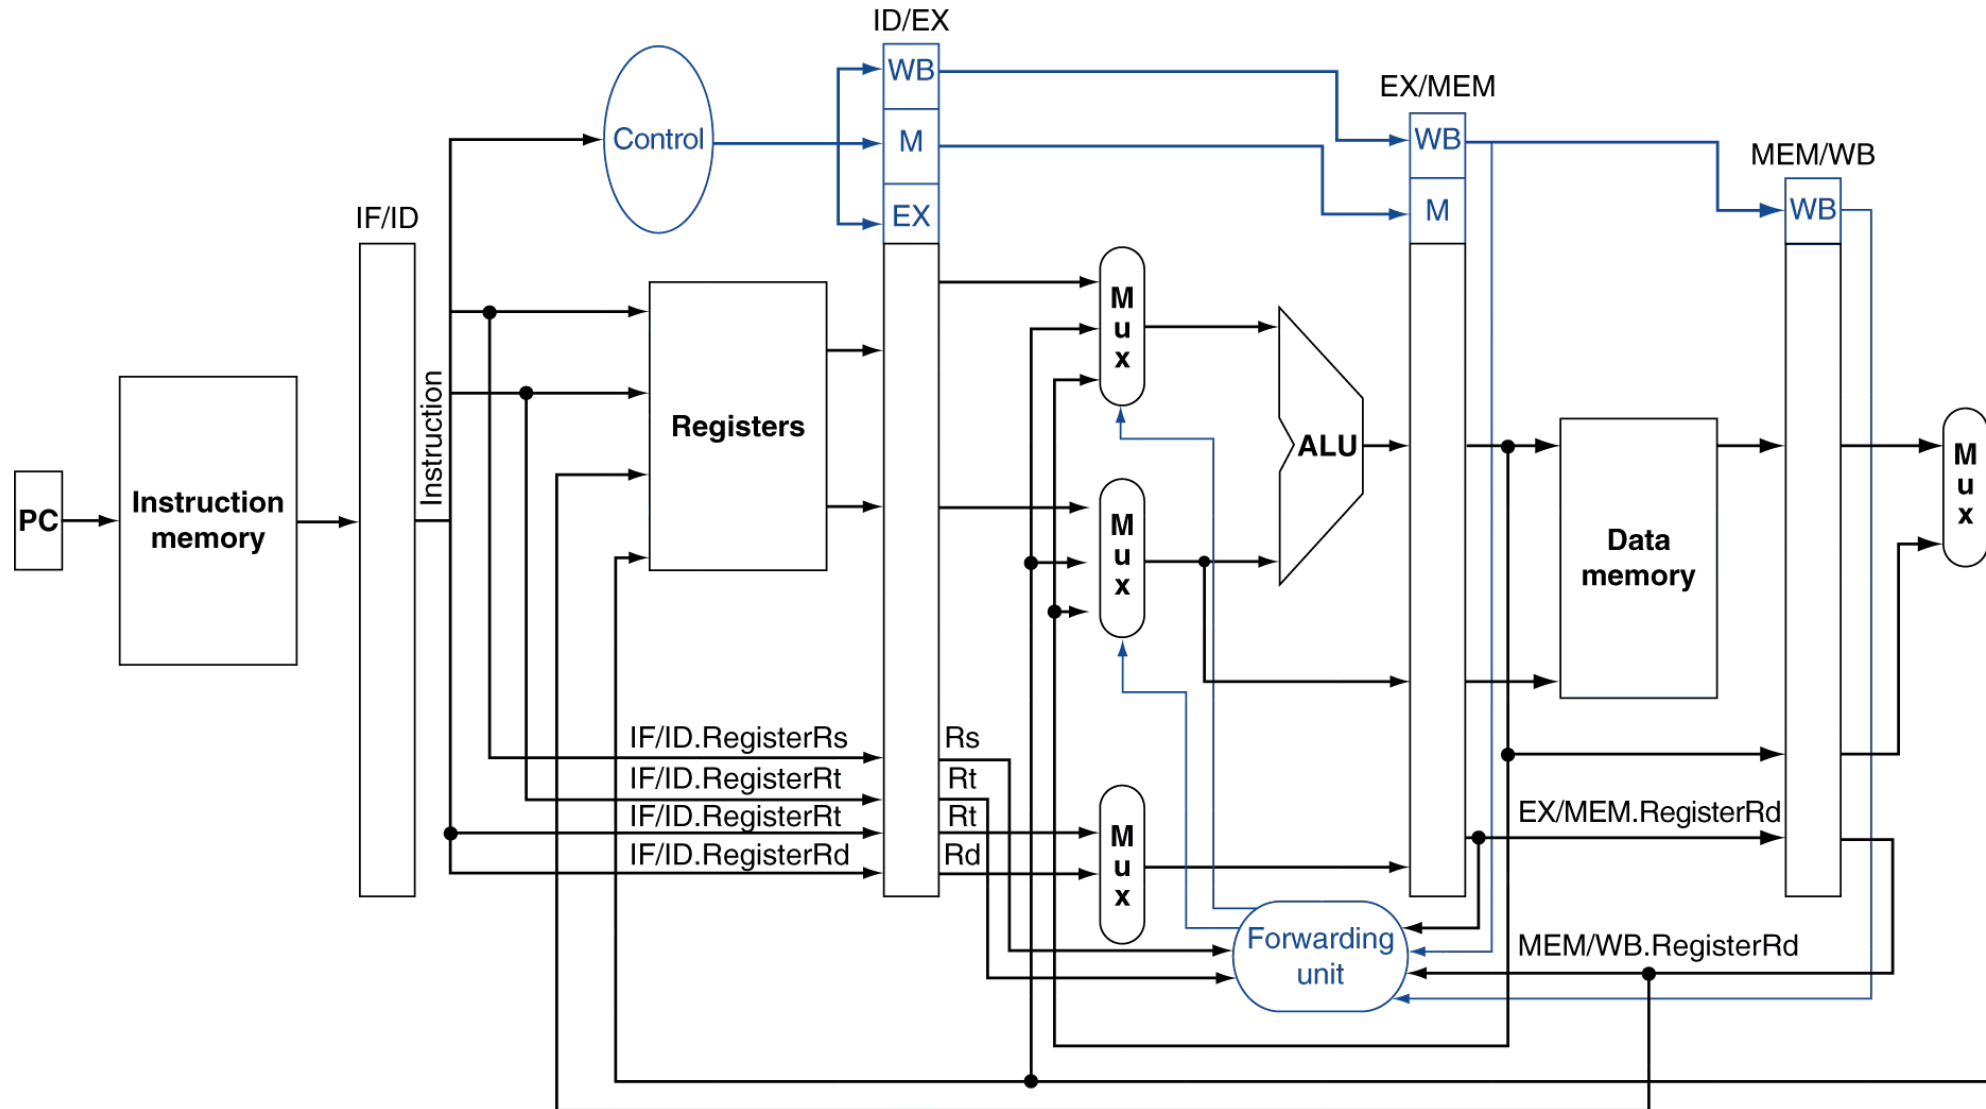 ID/EX
WB
EX/MEM
Control
M
WB
MEM/WB
IF/ID
EX
M
WB
M
u
x
Instruction
Registers
ALU
M
u
x
PC
Instruction
memory
M
u
x
Data
memory
IF/ID.RegisterRs
Rs
IF/ID.RegisterRt
Rt
IF/ID.RegisterRt
Rt
EX/MEM.RegisterRd
IF/ID.RegisterRd
Rd
M
u
x
Forwarding
unit
MEM/WB.RegisterRd